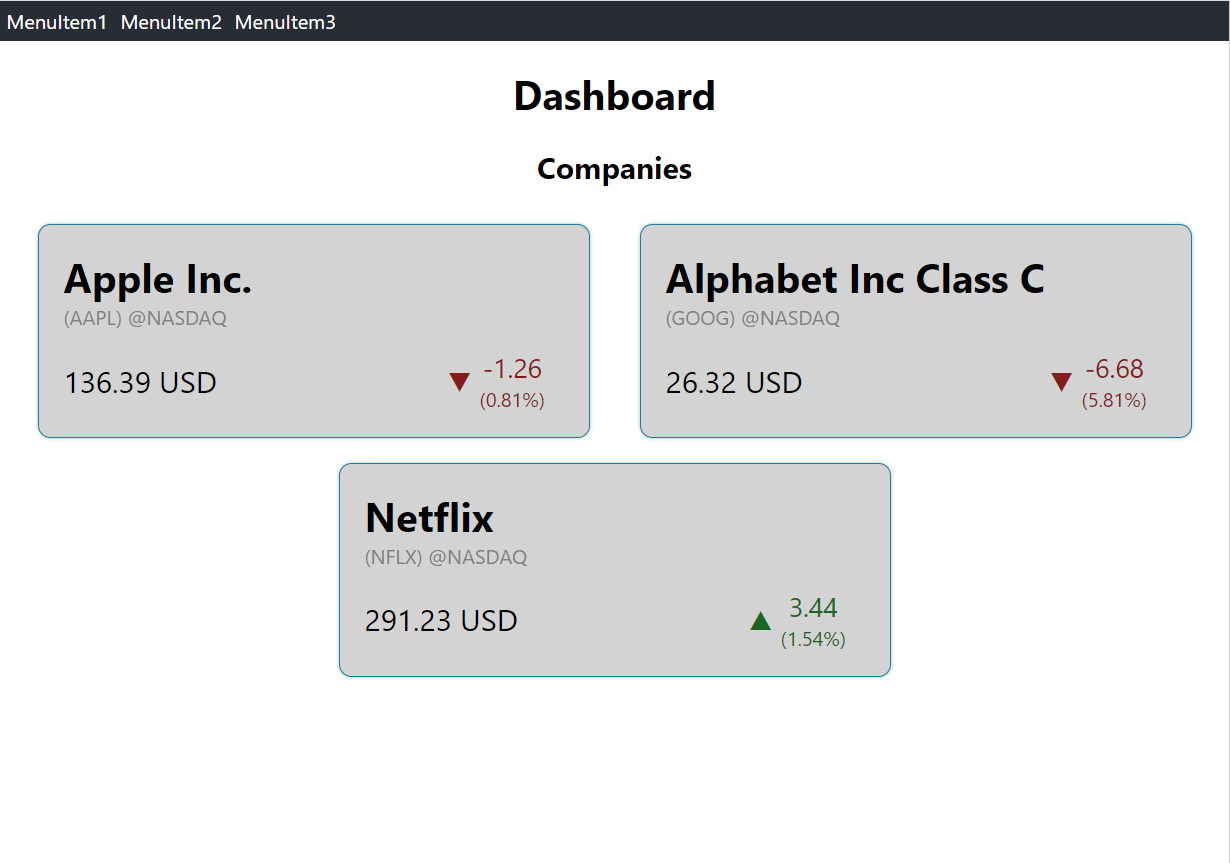 MenuItem1 MenuItem2 MenuItem3
Dashboard
Companies
Apple Inc.
(AAPL) @NASDAQ
136.39 USD
▼ -1.26
(0.81%)
Alphabet Inc Class C
(GOOG) @NASDAQ
26.32 USD
▼ -6.68
(5.81%)
Netflix
(NFLX) @NASDAQ
291.23 USD
▲ 3.44
(1.54%)